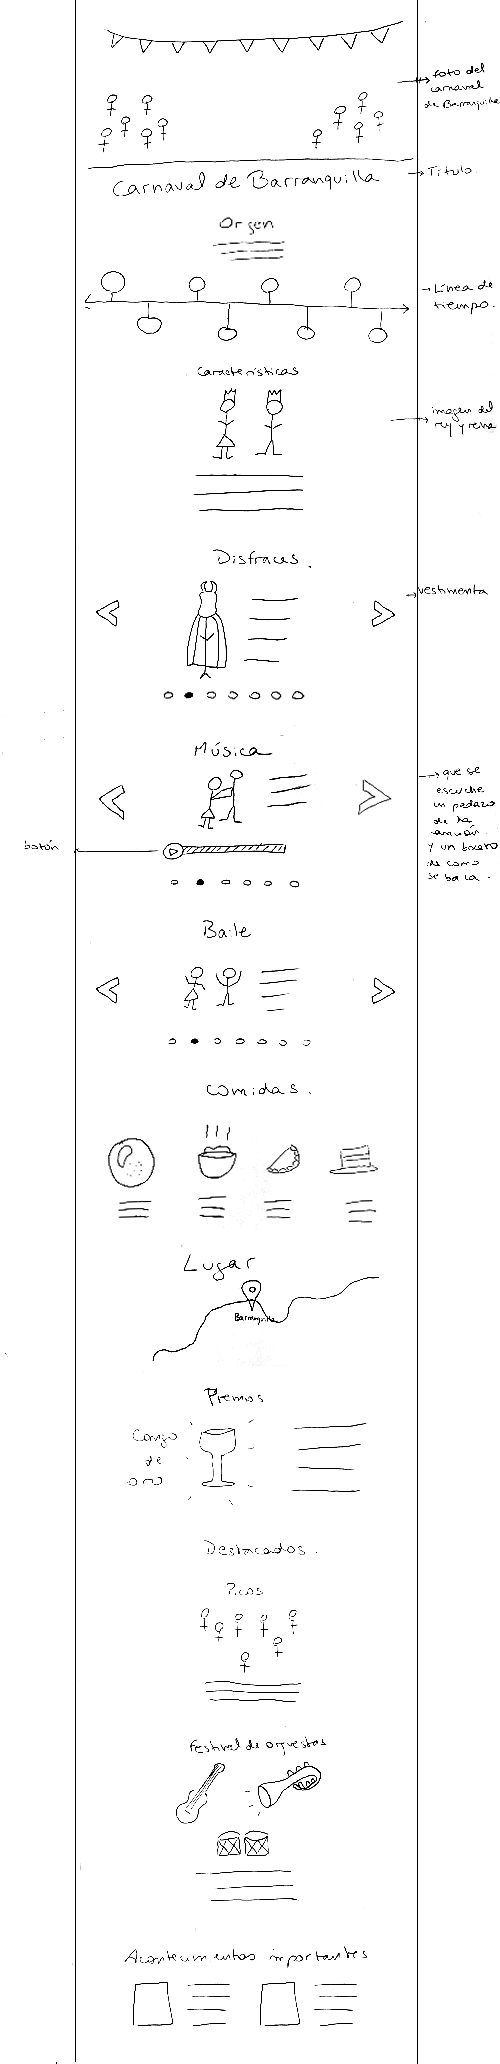 foto del
carnaval
de Barranquilla
Carnaval de Barranquilla
Titulo
Origen
Línea de
tiempo.
Características
imagen del
rey y reina
Disfraces.
vestimenta
Música
que se
escuche
un pedazo
de la
canción
y un boceto
de como
se baila.
botón
Baile
Comidas.
Lugar
Barranquilla
Premios
Congo
de
oro
Destacados.
Picos
Festival de orquestas
Acontecimientos importantes